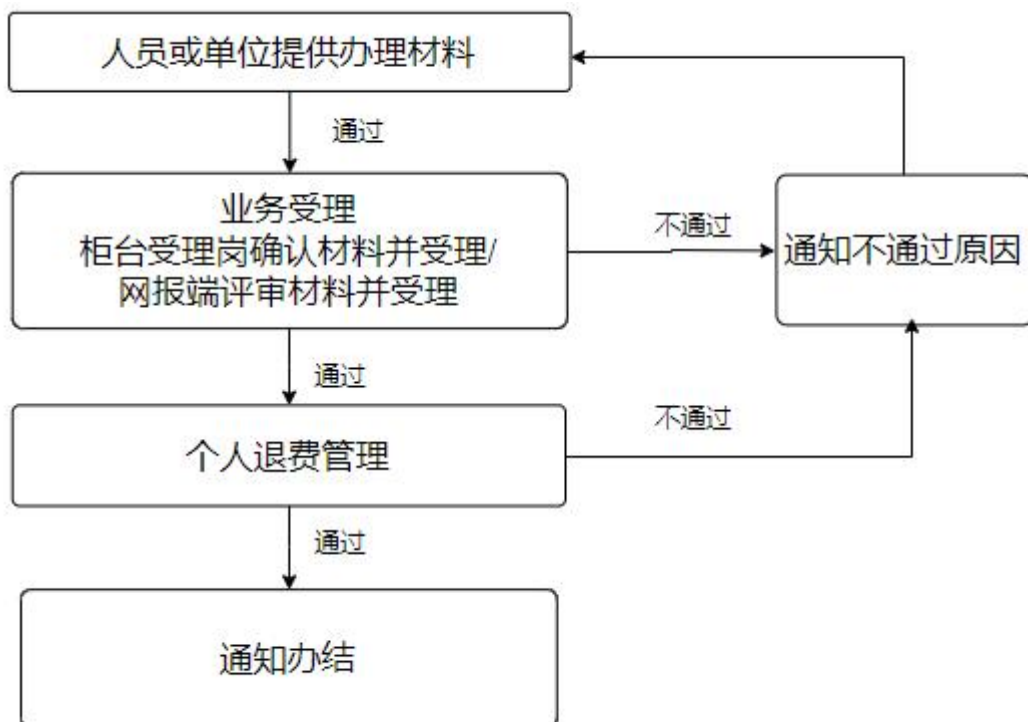 人员或单位提供办理材料
通过
业务受理
柜台受理岗确认材料并受理/
网报端评审材料并受理
不通过
通知不通过原因
通过
个人退费管理
不通过
通过
通知办结